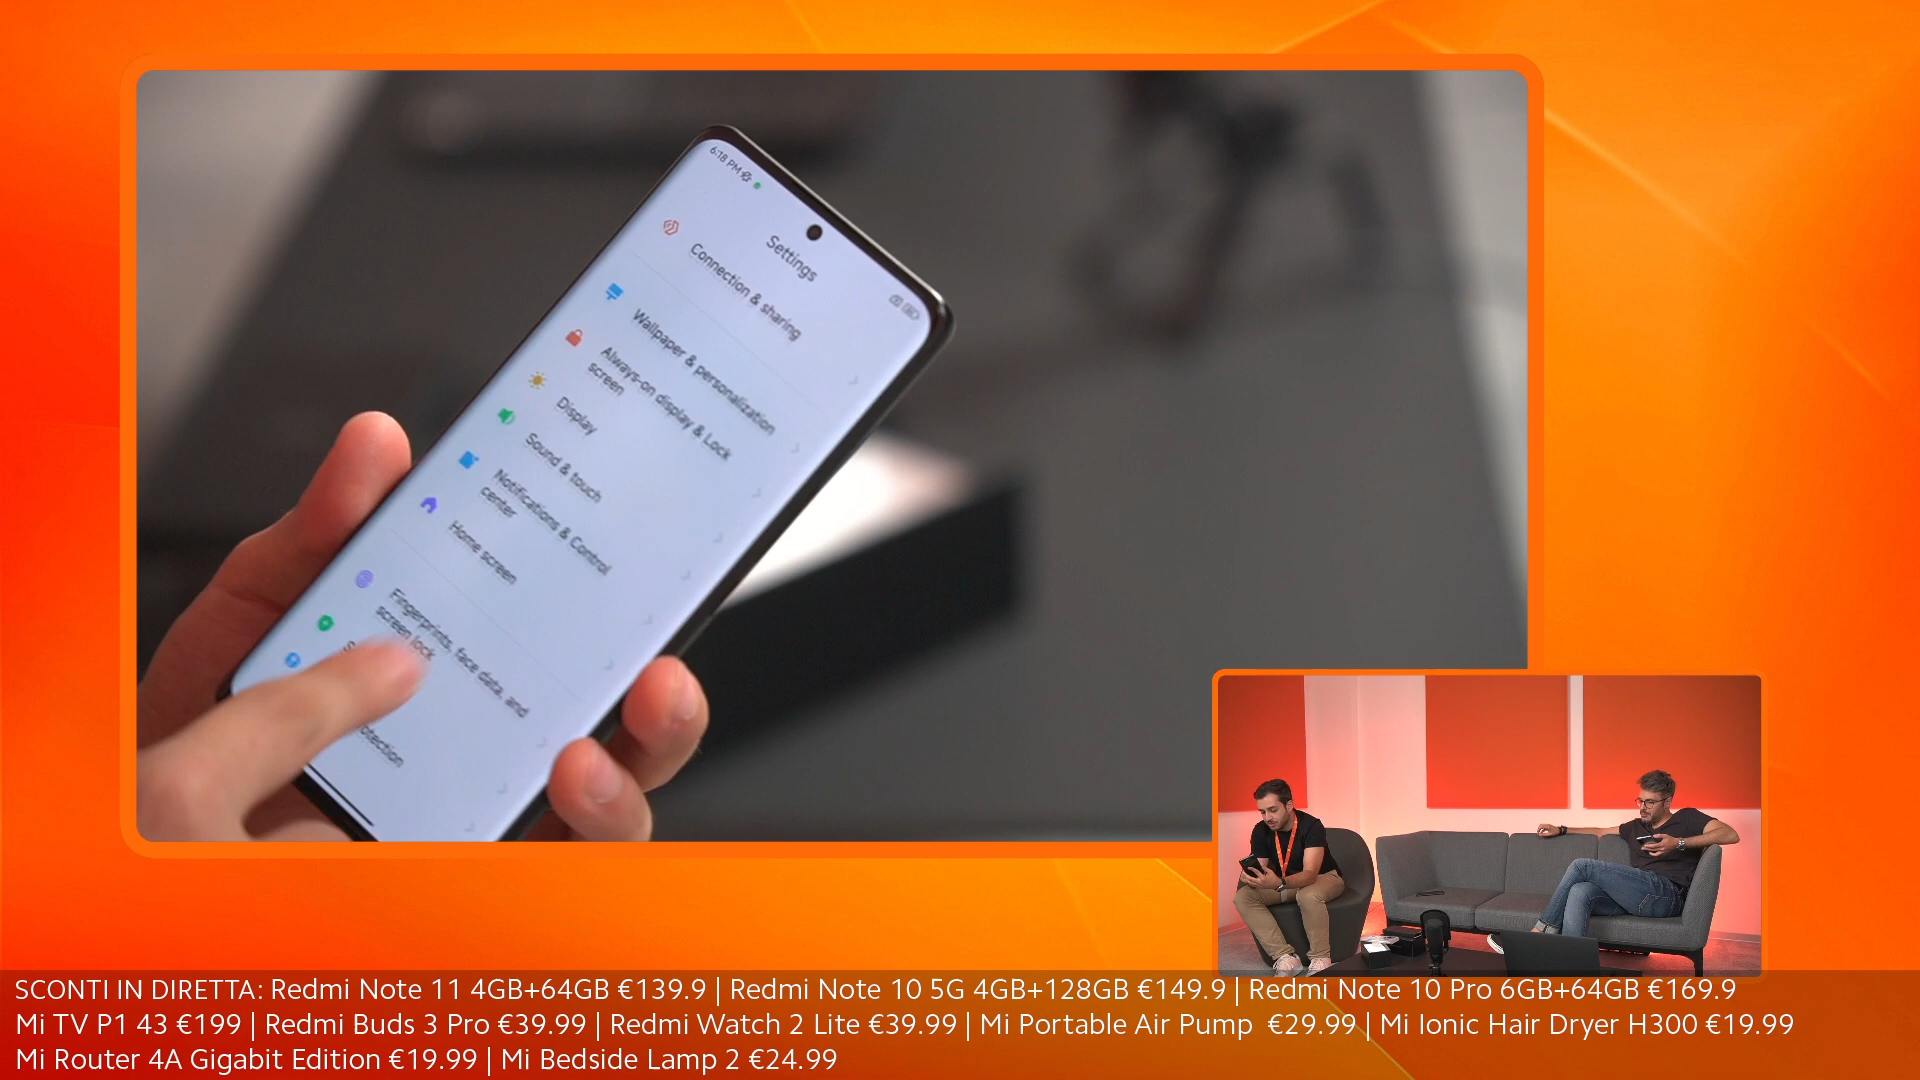 6:18 PM
Settings
Connection & sharing
Wallpaper & personalization
Always-on display & Lock
screen
Display
Sound & touch
Notifications & Control
center
Home screen
Fingerprints, face data, and
screen lock
SCONTI IN DIRETTA: Redmi Note 11 4GB+64GB €139.9 | Redmi Note 10 5G 4GB+128GB €149.9 | Redmi Note 10 Pro 6GB+64GB €169.9
Mi TV P1 43 €199 | Redmi Buds 3 Pro €39.99 | Redmi Watch 2 Lite €39.99 | Mi Portable Air Pump €29.99 | Mi Ionic Hair Dryer H300 €19.99
Mi Router 4A Gigabit Edition €19.99 | Mi Bedside Lamp 2 €24.99